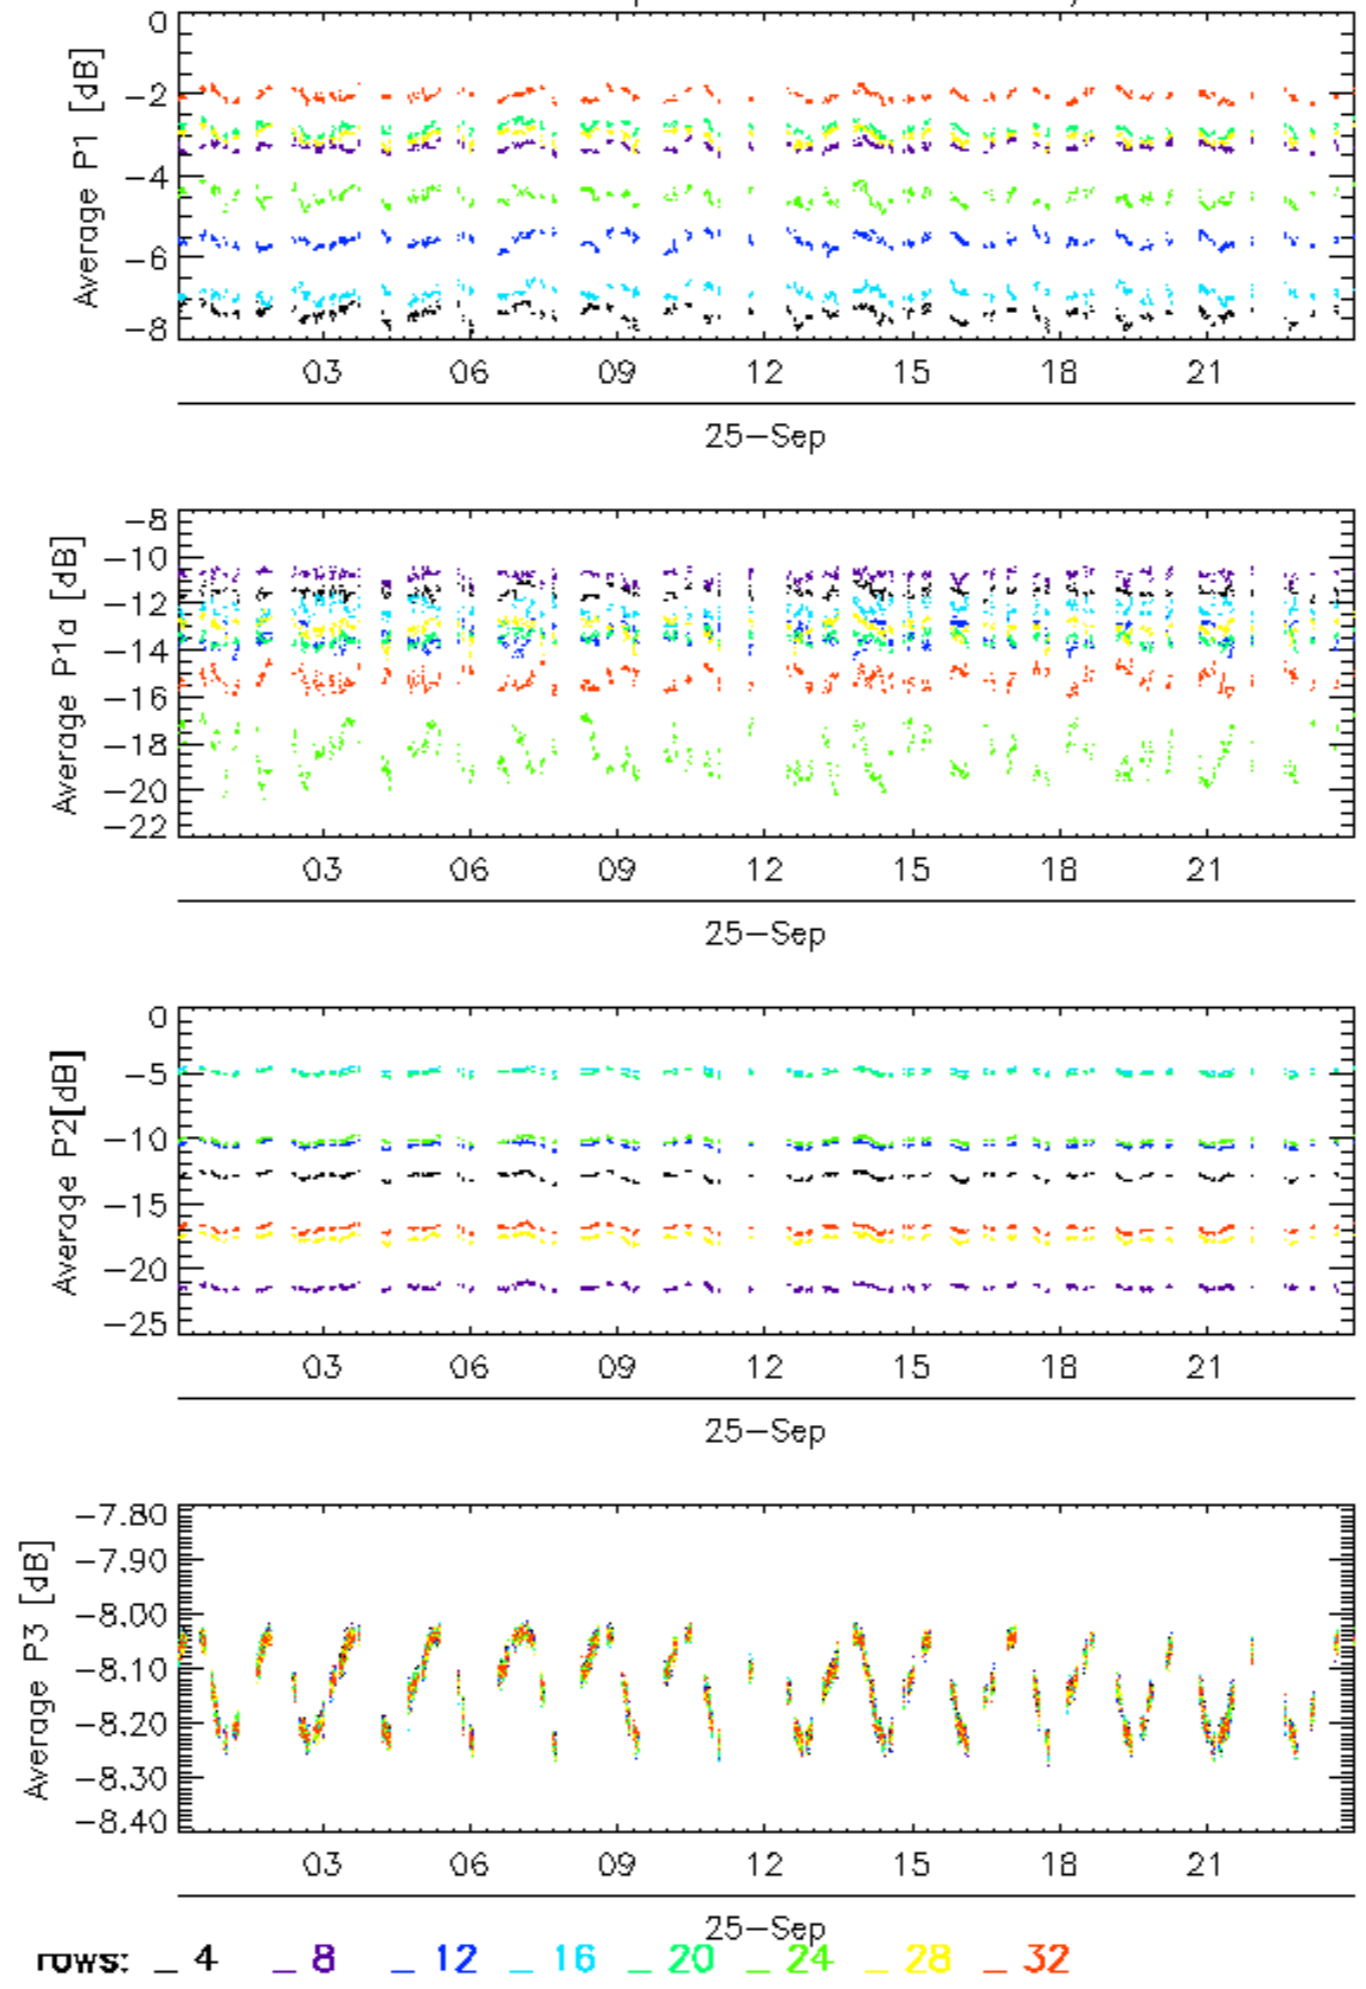 0
-2
-4
-6
-8
Average P1 [dB]
03 06 09 12 15 18 21
25-Sep
-8
-10
-12
-14
-16
-18
-20
-22
Average P1a [dB]
03 06 09 12 15 18 21
25-Sep
0
-5
-10
-15
-20
-25
Average P2[dB]
03 06 09 12 15 18 21
25-Sep
-7.80
-7.90
-8.00
-8.10
-8.20
-8.30
-8.40
Average P3 [dB]
03 06 09 12 15 18 21
25-Sep
rows: _ 4 _ 8 _ 12 _ 16 _ 20 _ 24 _ 28 _ 32